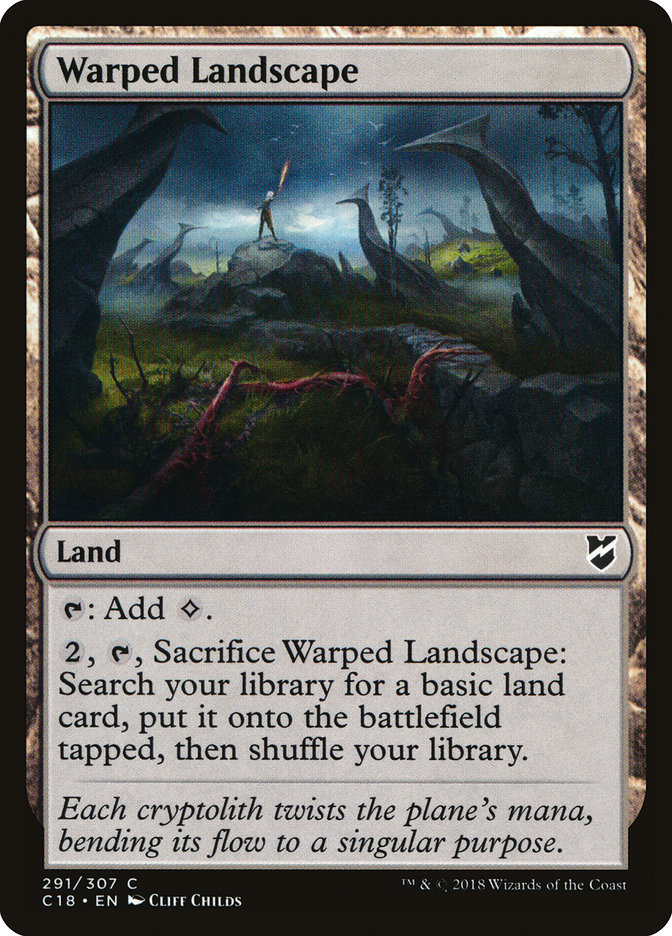 Warped Landscape
Land
: Add .
2, , Sacrifice Warped Landscape:
Search your library for a basic land
card, put it onto the battlefield
tapped, then shuffle your library.
Each cryptolith twists the plane's mana,
bending its flow to a singular purpose.
291/307 C
C18 • EN Cliff Childs
™ & © 2018 Wizards of the Coast